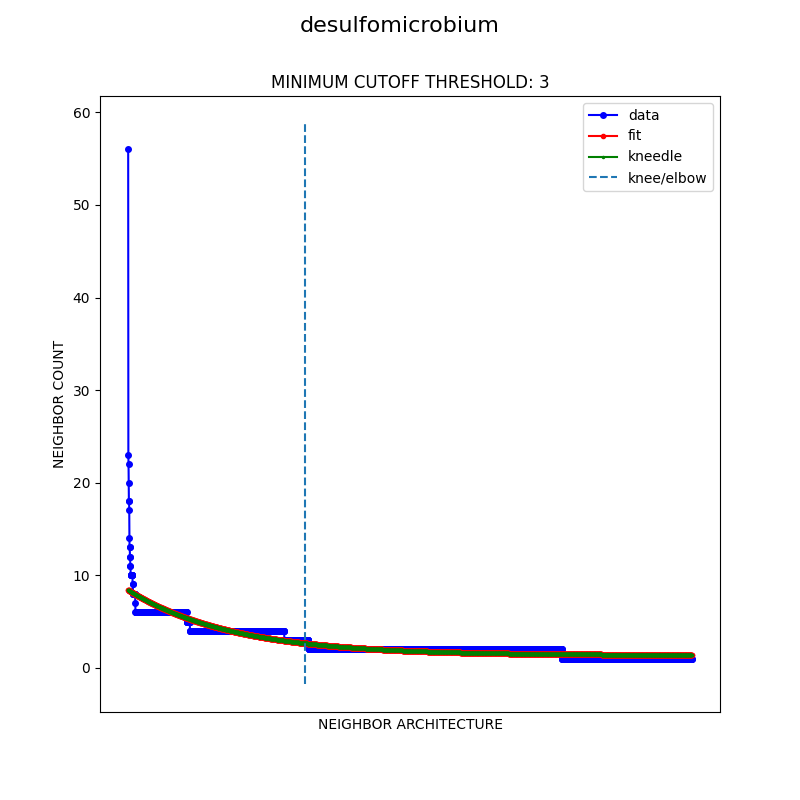 desulfomicrobium
MINIMUM CUTOFF THRESHOLD: 3
data
fit
kneedle
knee/elbow
60
50
40
30
20
10
0
NEIGHBOR COUNT
NEIGHBOR ARCHITECTURE